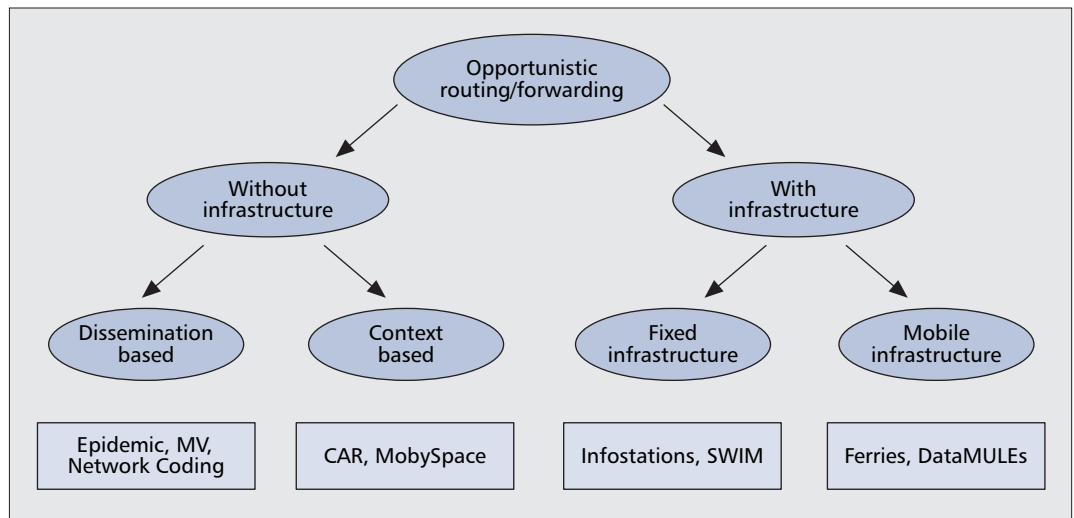 Opportunistic
routing/forwarding
Without
infrastructure
With
infrastructure
Dissemination
based
Context
based
Fixed
infrastructure
Mobile
infrastructure
Epidemic, MV,
Network Coding
CAR, MobySpace
Infostations, SWIM
Ferries, DataMULEs